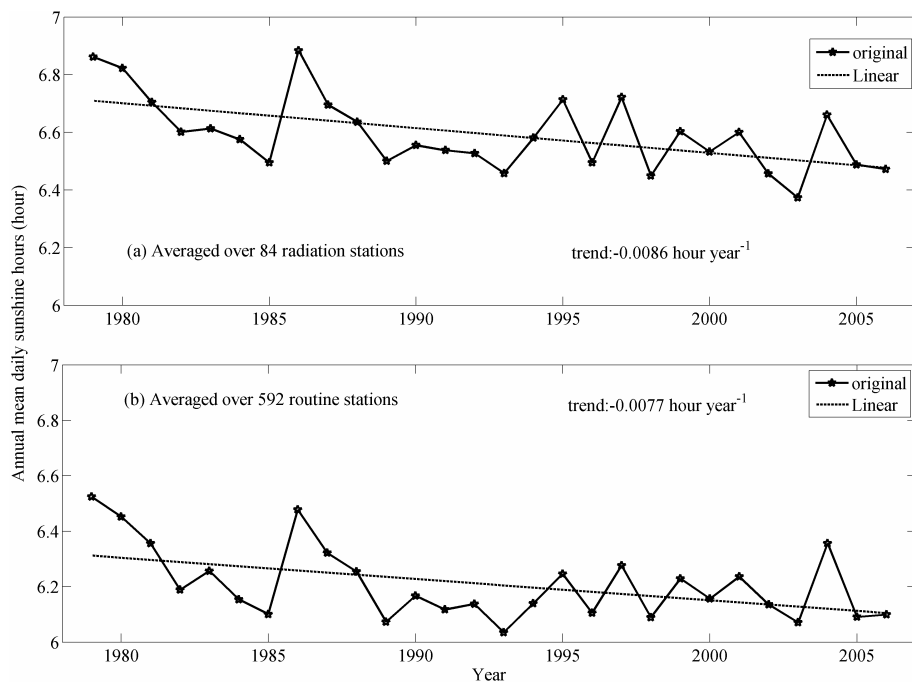 Annual mean daily sunshine hours (hour)
7
6.8
6.6
6.4
6.2
6
original
Linear
(a) Averaged over 84 radiation stations
trend:-0.0086 hour year-1
1980
1985
1990
1995
2000
2005
7
6.8
6.6
6.4
6.2
6
(b) Averaged over 592 routine stations
trend:-0.0077 hour year-1
original
Linear
1980
1985
1990
1995
2000
2005
Year